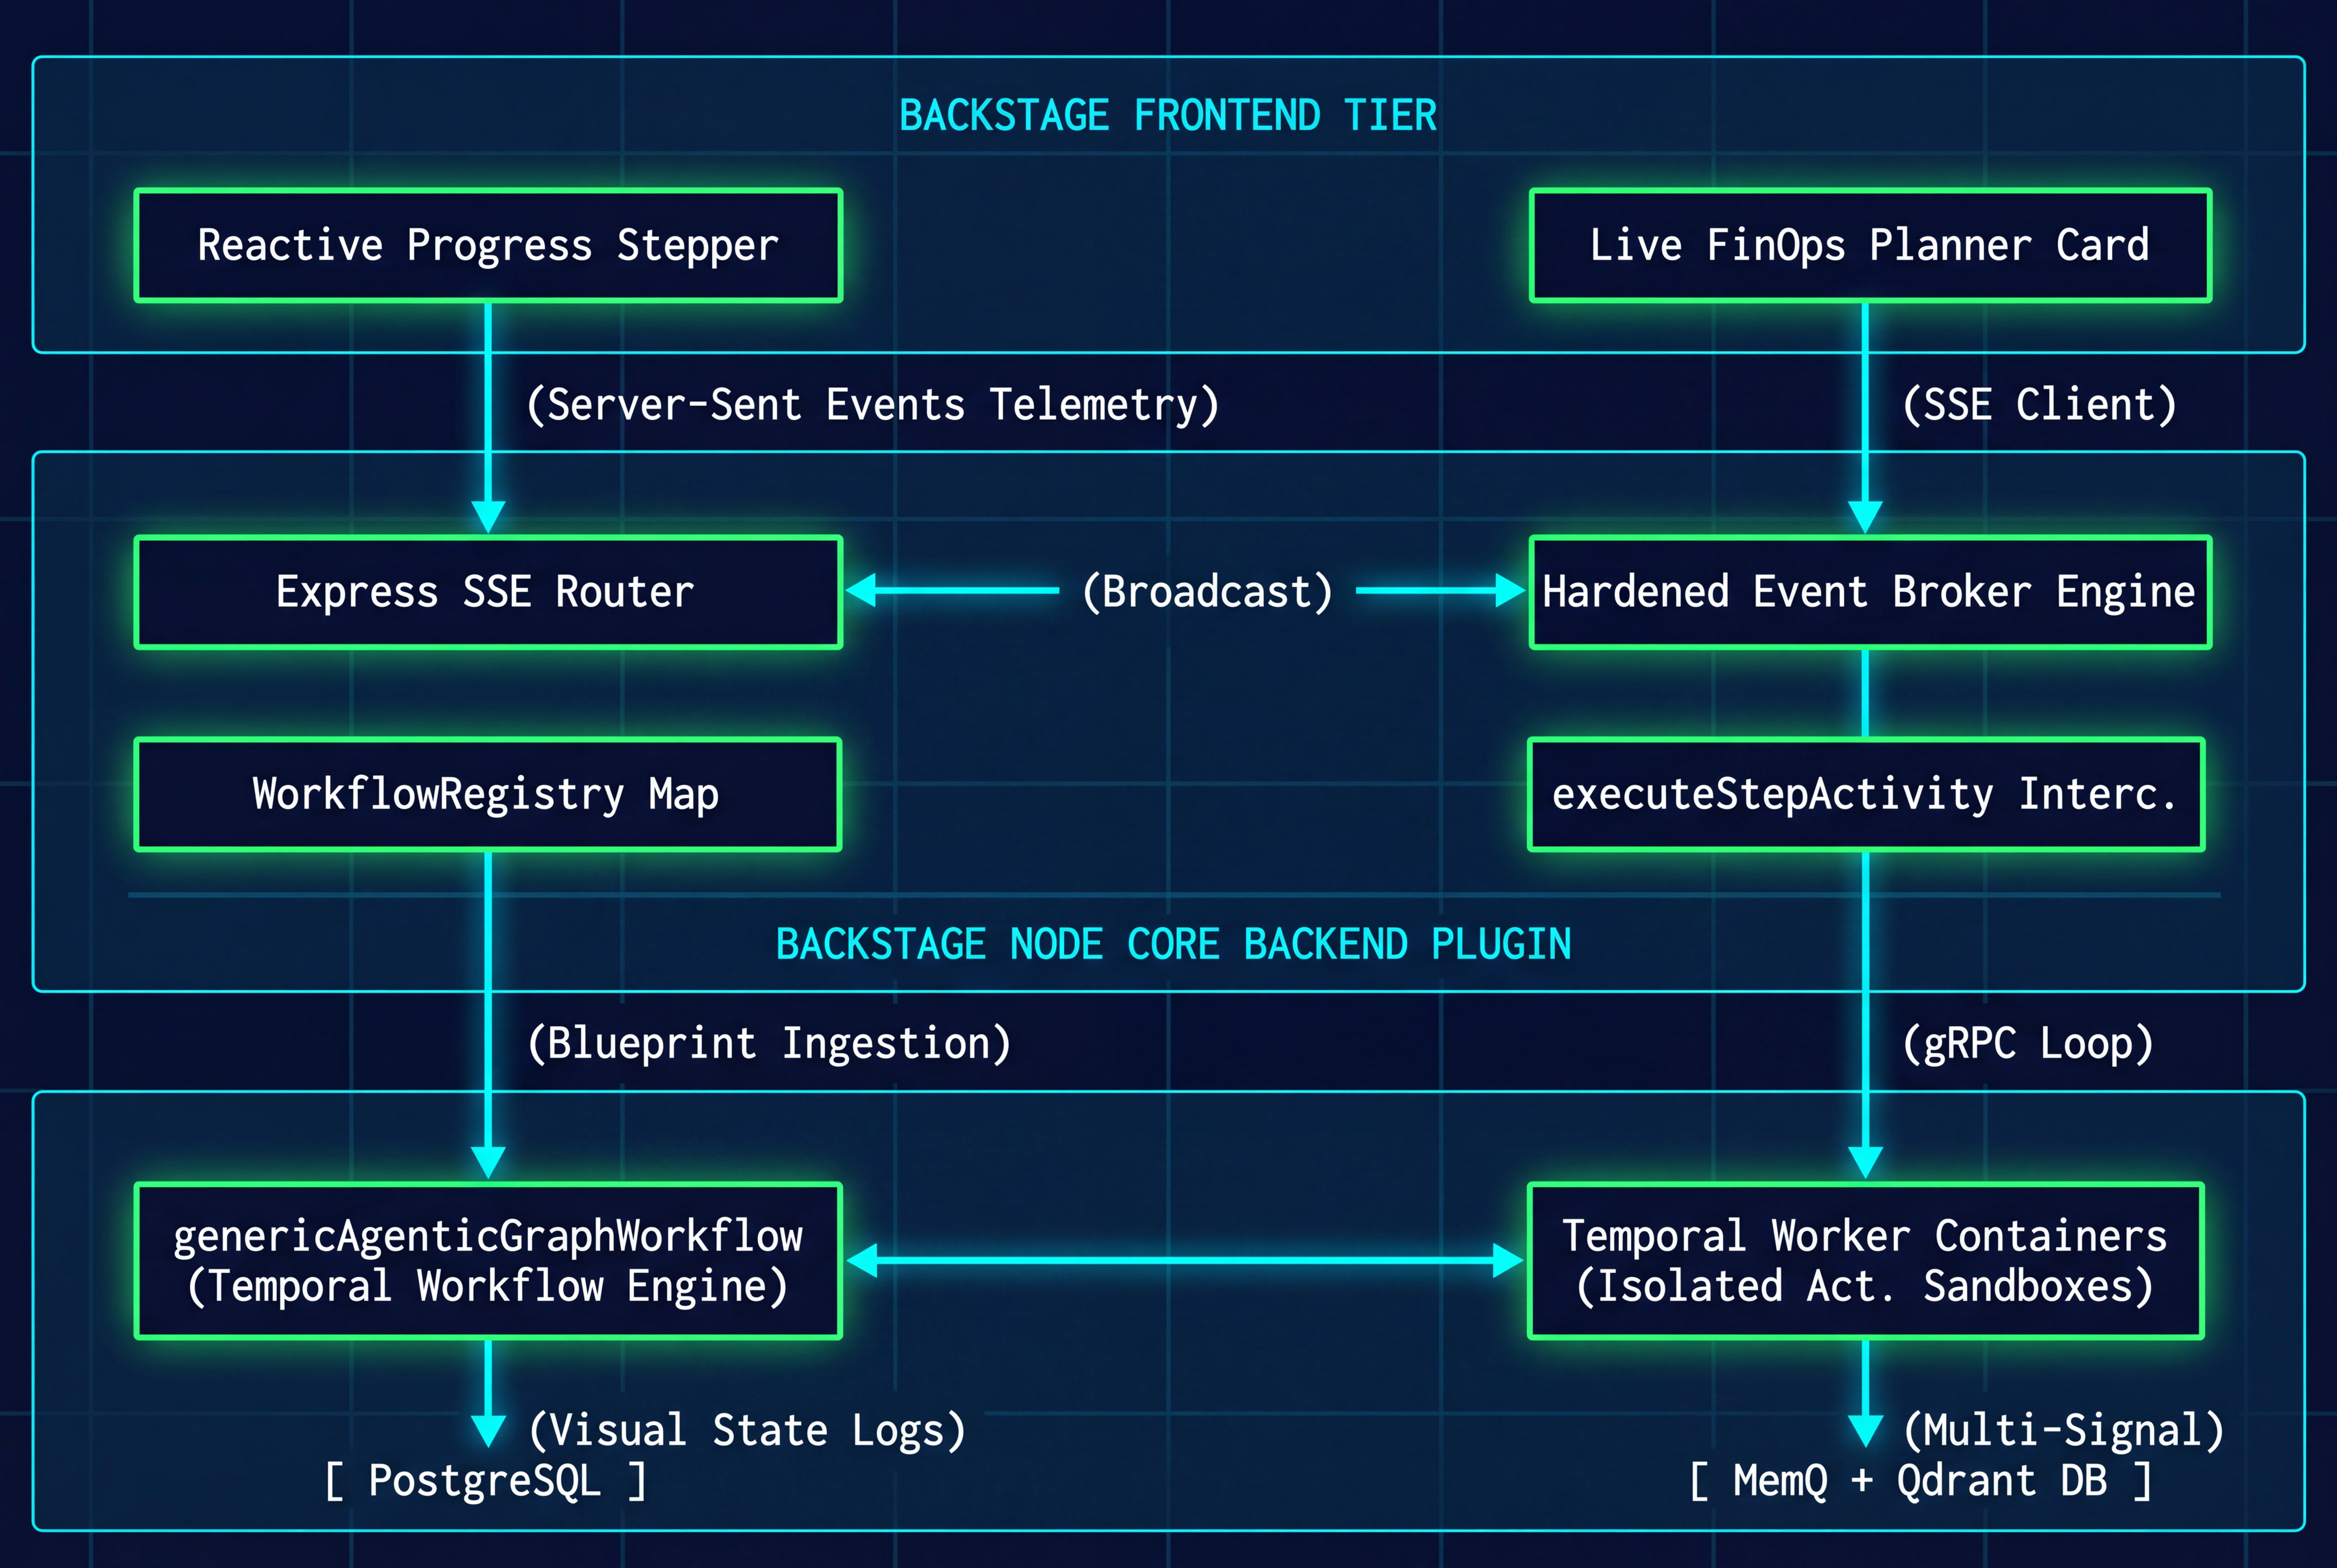 BACKSTAGE FRONTEND TIER
Reactive Progress Stepper
Live FinOps Planner Card
(Server-Sent Events Telemetry)
(SSE Client)
Express SSE Router
(Broadcast)
Hardened Event Broker Engine
WorkflowRegistry Map
executeStepActivity Interc.
BACKSTAGE NODE CORE BACKEND PLUGIN
(Blueprint Ingestion)
(gRPC Loop)
genericAgenticGraphWorkflow
(Temporal Workflow Engine)
Temporal Worker Containers
(Isolated Act. Sandboxes)
(Visual State Logs)
[ PostgreSQL ]
(Multi-Signal)
[ MemQ + Qdrant DB ]